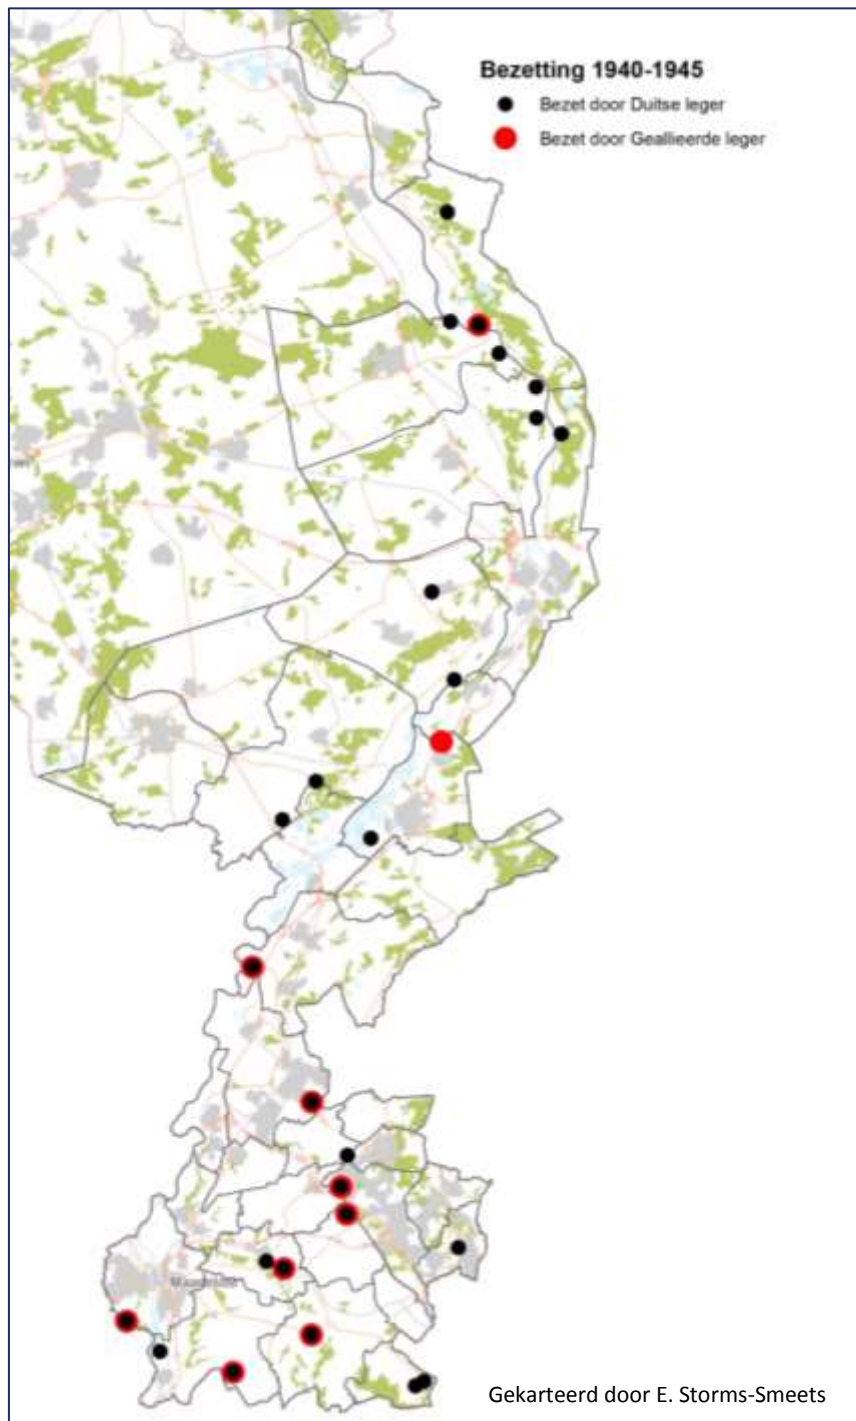 Bezetting 1940-1945
Bezet door Duitse leger
Bezet door Geallieerde leger
Gekarteerd door E. Storms-Smeets